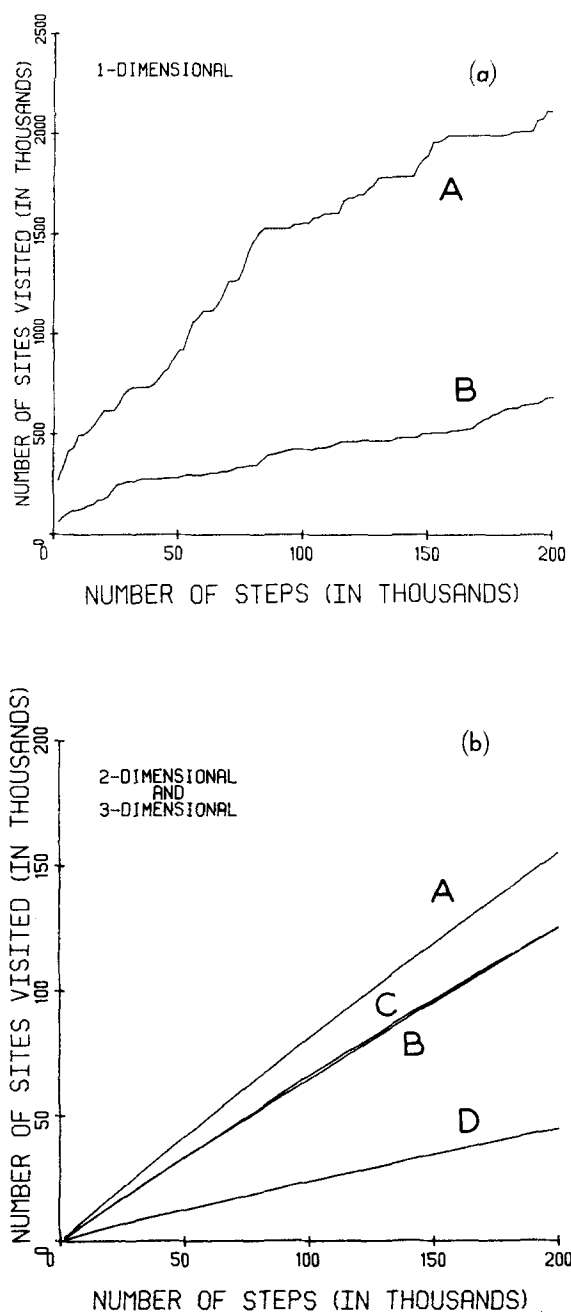 1-DIMENSIONAL
(a)
NUMBER OF SITES VISITED (IN THOUSANDS)
2500
2000
1500
1000
500
0
A
B
0 50 100 150 200
NUMBER OF STEPS (IN THOUSANDS)
(b)
2-DIMENSIONAL
AND
3-DIMENSIONAL
NUMBER OF SITES VISITED (IN THOUSANDS)
200
150
100
50
0
A
C
B
D
0 50 100 150 200
NUMBER OF STEPS (IN THOUSANDS)